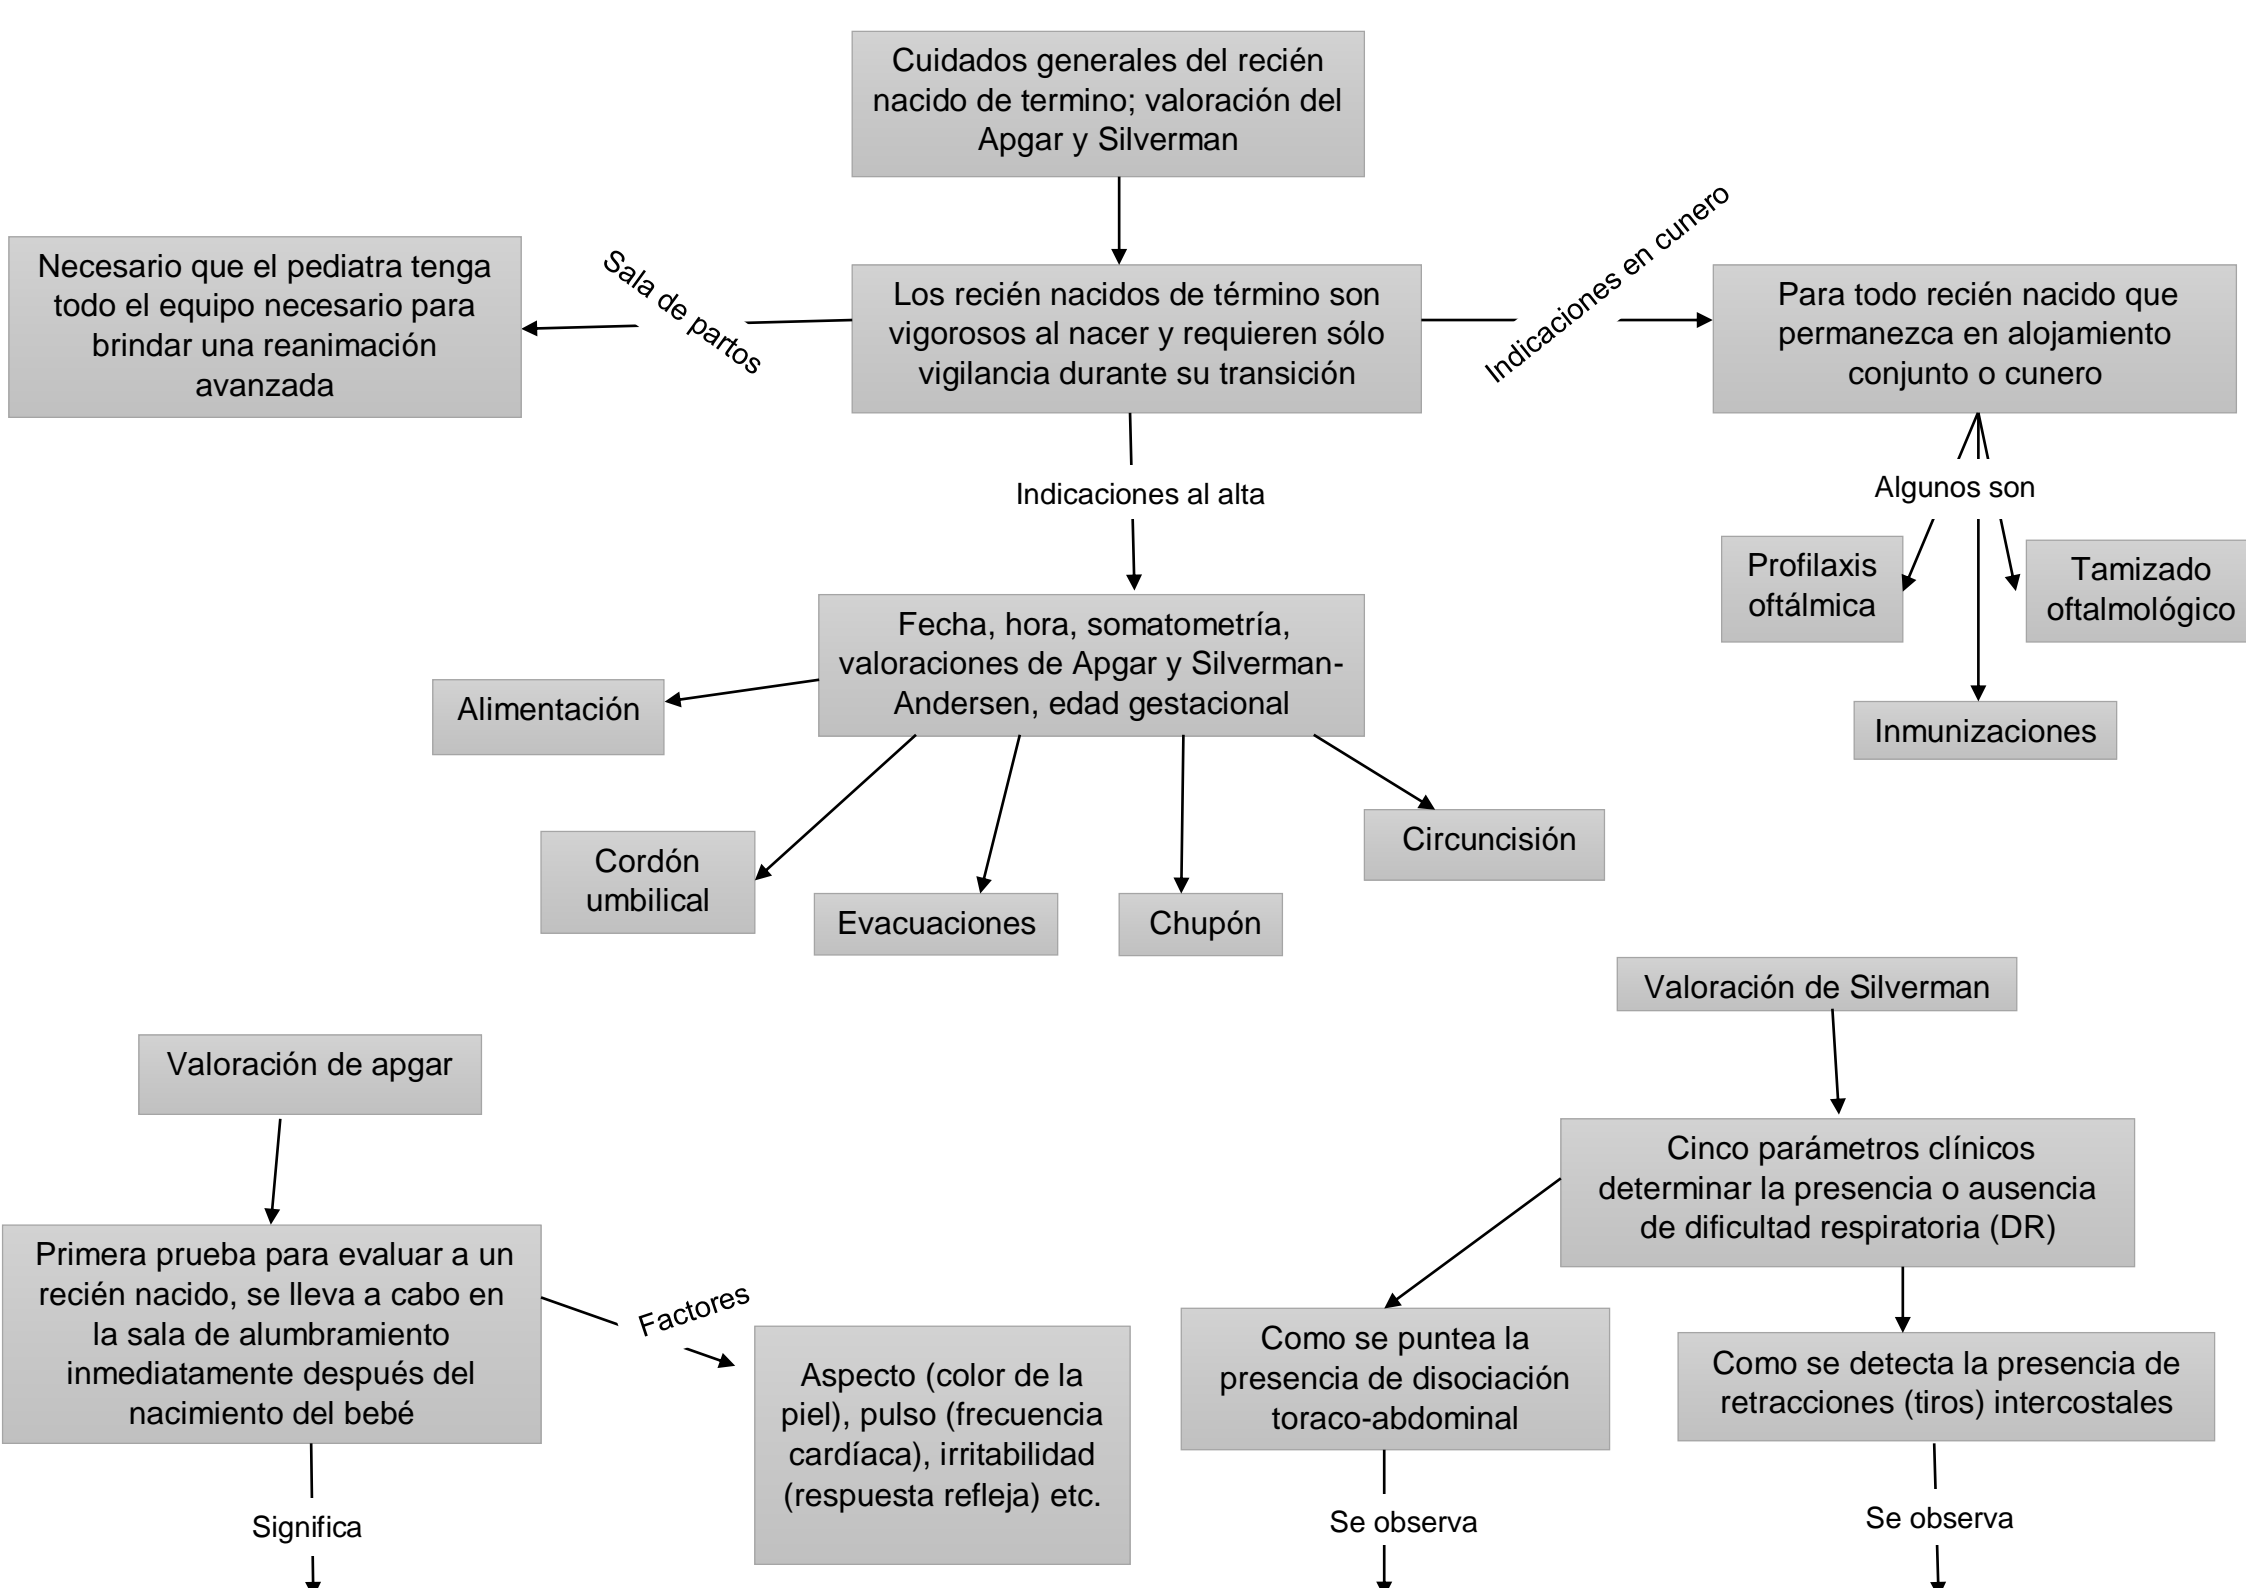 Cuidados generales del recién
nacido de termino; valoración del
Apgar y Silverman
Necesario que el pediatra tenga
todo el equipo necesario para
brindar una reanimación
avanzada
Sala de partos
Los recién nacidos de término son
vigorosos al nacer y requieren sólo
vigilancia durante su transición
Indicaciones en cunero
Para todo recién nacido que
permanezca en alojamiento
conjunto o cunero
Indicaciones al alta
Algunos son
Profilaxis
oftálmica
Tamizado
oftalmológico
Inmunizaciones
Fecha, hora, somatometría,
valoraciones de Apgar y Silverman-
Andersen, edad gestacional
Alimentación
Cordón
umbilical
Evacuaciones
Chupón
Circuncisión
Valoración de apgar
Primera prueba para evaluar a un
recién nacido, se lleva a cabo en
la sala de alumbramiento
inmediatamente después del
nacimiento del bebé
Factores
Aspecto (color de la
piel), pulso (frecuencia
cardíaca), irritabilidad
(respuesta refleja) etc.
Significa
Valoración de Silverman
Cinco parámetros clínicos
determinar la presencia o ausencia
de dificultad respiratoria (DR)
Como se puntea la
presencia de disociación
toraco-abdominal
Se observa
Como se detecta la presencia de
retracciones (tiros) intercostales
Se observa